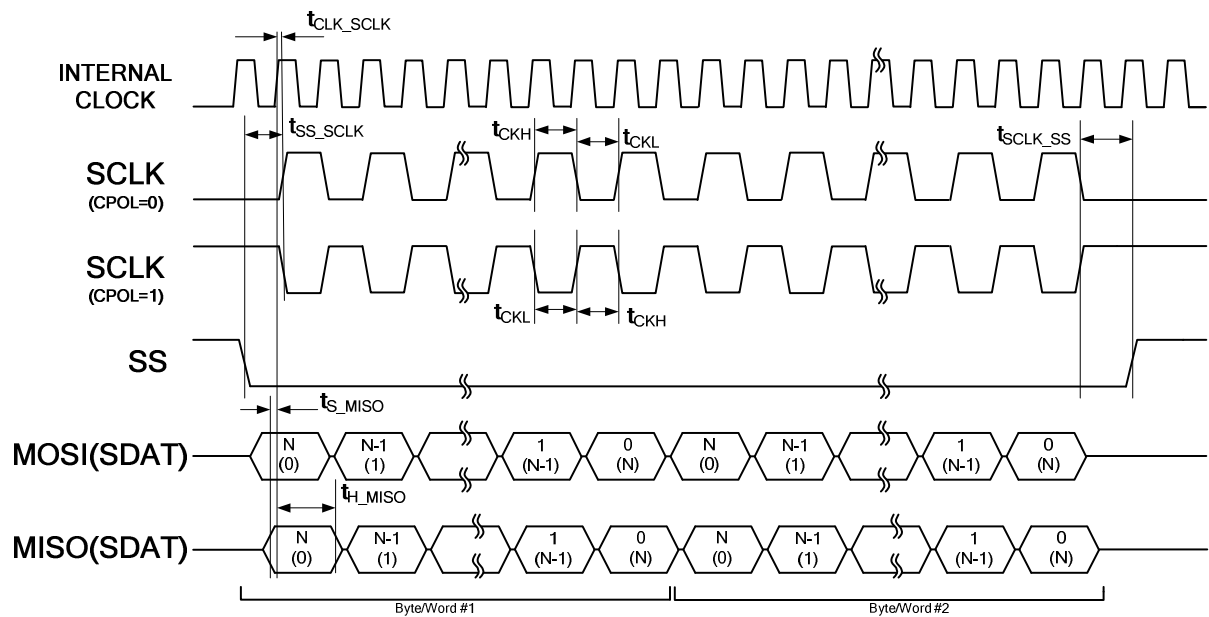 tCLK_SCLK
INTERNAL
CLOCK
tSS_SCLK
tCKH
tCKL
tSCLK_SS
SCLK
(CPOL=0)
SCLK
(CPOL=1)
tCKL
tCKH
SS
tS_MISO
MOSI(SDAT)
N N-1 1 0 N N-1 1 0
(0) (1) (N-1) (N) (0) (1) (N-1) (N)
tH_MISO
MISO(SDAT)
N N-1 1 0 N N-1 1 0
(0) (1) (N-1) (N) (0) (1) (N-1) (N)
Byte/Word #1 Byte/Word #2